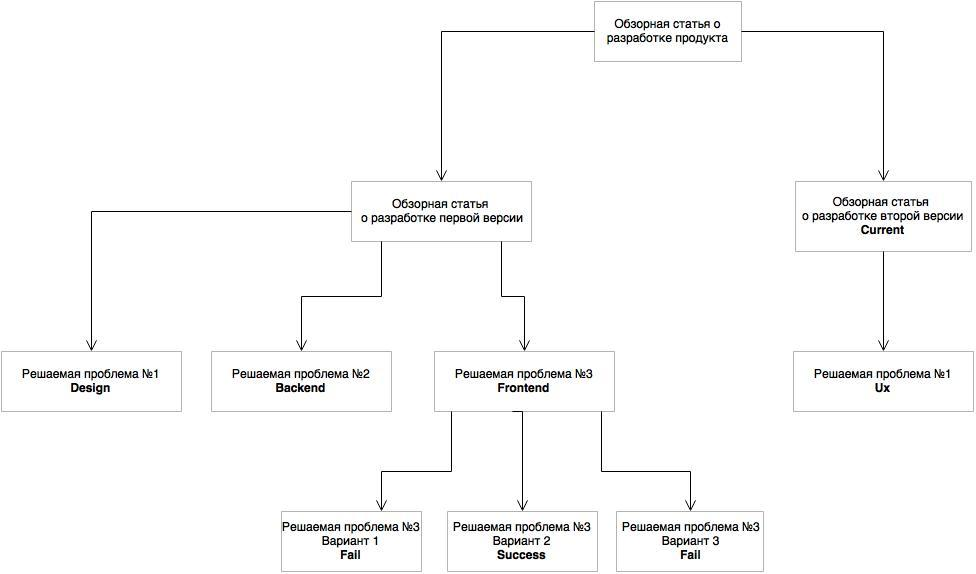 Обзорная статья о
разработке продукта
Обзорная статья
о разработке первой версии
Обзорная статья
о разработке второй версии
Current
Решаемая проблема №1
Design
Решаемая проблема №2
Backend
Решаемая проблема №3
Frontend
Решаемая проблема №1
Ux
Решаемая проблема №3
Вариант 1
Fail
Решаемая проблема №3
Вариант 2
Success
Решаемая проблема №3
Вариант 3
Fail